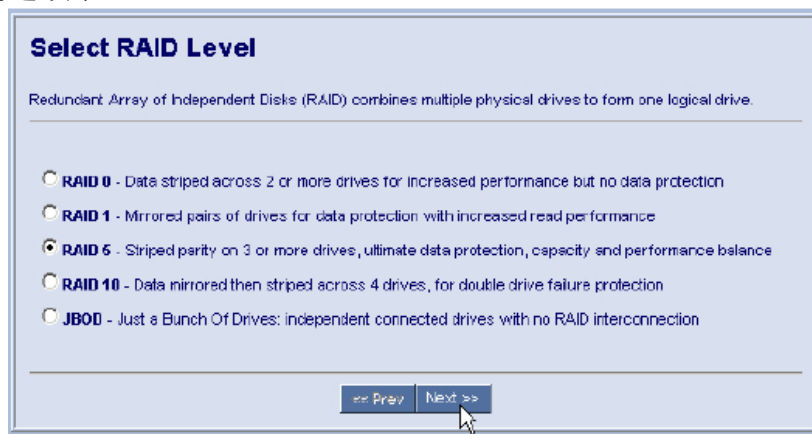 Select RAID Level
Redundant Array of Independent Disks (RAID) combines multiple physical drives to form one logical drive.
RAID 0 - Data striped across 2 or more drives for increased performance but no data protection
RAID 1 - Mirrored pairs of drives for data protection with increased read performance
RAID 5 - Striped parity on 3 or more drives, ultimate data protection, capacity and performance balance
RAID 10 - Data mirrored then striped across 4 drives, for double drive failure protection
JBOD - Just a Bunch Of Drives: independent connected drives with no RAID interconnection
<< Prev
Next >>